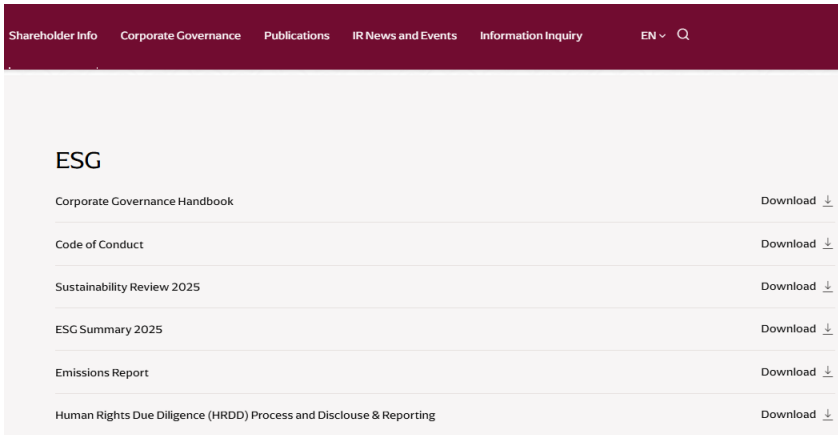 Shareholder Info Corporate Governance Publications IR News and Events Information Inquiry EN
ESG
Corporate Governance Handbook Download
Code of Conduct Download
Sustainability Review 2025 Download
ESG Summary 2025 Download
Emissions Report Download
Human Rights Due Diligence (HRDD) Process and Disclouse & Reporting Download